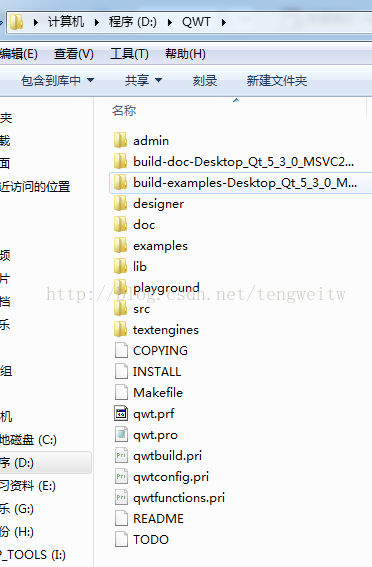 计算机 程序 (D:) QWT
编辑(E) 查看(V) 工具(T) 帮助(H)
包含到库中 共享 刻录 新建文件夹
名称
夹
载
面
近访问的位置
频
片
档
乐
组
机
地磁盘 (C:)
序 (D:)
习资料 (E:)
乐 (G:)
份 (H:)
P_TOOLS (I:)
admin
build-doc-Desktop_Qt_5_3_0_MSVC2...
build-examples-Desktop_Qt_5_3_0_M...
designer
doc
examples
lib
playground
src
textengines
COPYING
INSTALL
Makefile
qwt.prf
qwt.pro
qwtbuild.pri
qwtconfig.pri
qwtfunctions.pri
README
TODO
http://blog.csdn.net/tengweitw